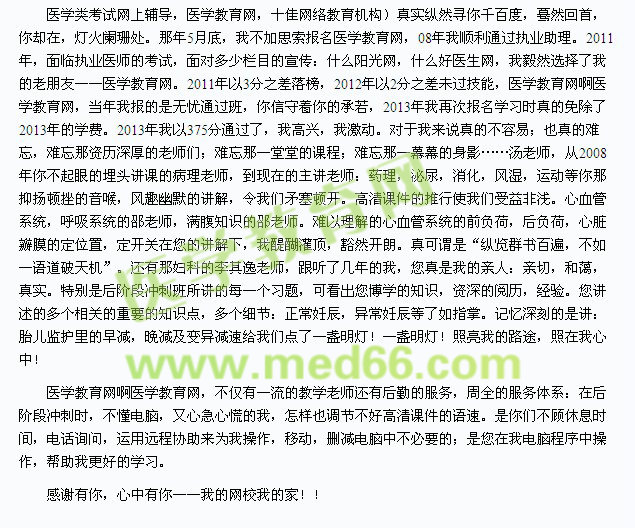 医学类考试网上辅导，医学教育网，十佳网络教育机构）真实纵然寻你千百度，蓦然回首，
你却在，灯火阑珊处。那年5月底，我不加思索报名医学教育网，08年我顺利通过执业助理。2011
年，面临执业医师的考试，面对多少栏目的宣传：什么阳光网，什么好医生网，我毅然选择了我
的老朋友一一医学教育网。2011年以3分之差落榜，2012年以2分之差未过技能，医学教育网啊医
学教育网，当年我报的是无忧通过班，你信守着你的承若，2013年我再次报名学习时真的免除了
2013年的学费。2013年我以375分通过了，我高兴，我激动。对于我来说真的不容易；也真的难
忘，难忘那资历深厚的老师们；难忘那一堂堂的课程；难忘那一幕幕的身影……汤老师，从2008
年你不起眼的埋头讲课的病理老师，到现在的主讲老师：药理，泌尿，消化，风湿，运动等你那
抑扬顿挫的音喉，风趣幽默的讲解，令我们矛塞顿开。高清课件的推行使我们受益非浅。心血管
系统，呼吸系统的邵老师，满腹知识的邵老师。难以理解的心血管系统的前负荷，后负荷，心脏
瓣膜的定位置，定开关在您的讲解下，我醍醐灌顶，豁然开朗。真可谓是“纵览群书百遍，不如
一语道破天机”。还有那妇科的李其逸老师，跟听了几年的我，您真是我的亲人：亲切，和蔼，
真实。特别是后阶段冲刺班所讲的每一个习题，可看出您博学的知识，资深的阅历，经验。您讲
述的多个相关的重要的知识点，多个细节：正常妊辰，异常妊辰等了如指掌。记忆深刻的是讲：
胎儿监护里的早减，晚减及变异减速给我们点了一盏明灯！一盏明灯！照亮我的路途，照在我心
中！
医学教育网啊医学教育网，不仅有一流的教学老师还有后勤的服务，周全的服务体系：在后
阶段冲刺时，不懂电脑，又心急心慌的我，怎样也调节不好高清课件的语速。是你们不顾休息时
间，电话询问，运用远程协助来为我操作，移动，删减电脑中不必要的；是您在我电脑程序中操
作，帮助我更好的学习。
感谢有你，心中有你一一我的网校我的家！！
医学教育网
www.med66.com